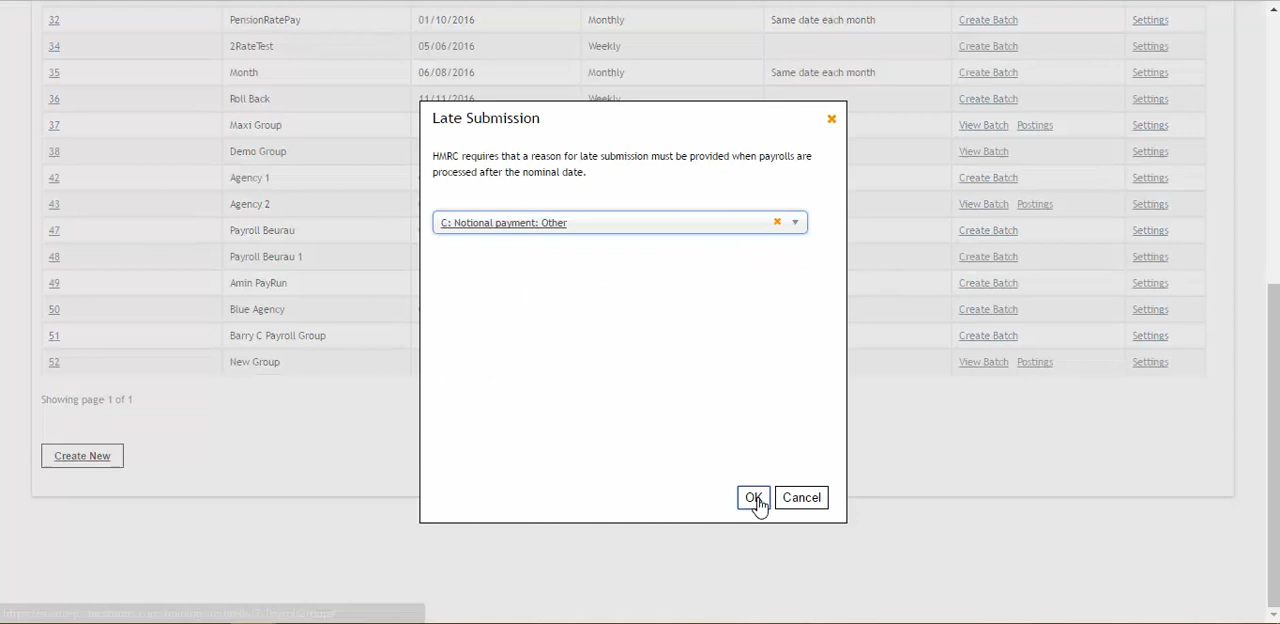 32 PensionRatePay 01/10/2016 Monthly Same date each month Create Batch Settings
34 2RateTest 05/06/2016 Weekly Create Batch Settings
35 Month 06/08/2016 Monthly Same date each month Create Batch Settings
36 Roll Back 11/11/2016 Weekly Create Batch Settings
37 Maxi Group View Batch Postings Settings
38 Demo Group View Batch Settings
42 Agency 1 Create Batch Settings
43 Agency 2 View Batch Postings Settings
47 Payroll Beurau Create Batch Settings
48 Payroll Beurau 1 Create Batch Settings
49 Amin PayRun Create Batch Settings
50 Blue Agency Create Batch Settings
51 Barry C Payroll Group Create Batch Settings
52 New Group View Batch Postings Settings
Showing page 1 of 1
Create New
Late Submission
HMRC requires that a reason for late submission must be provided when payrolls are
processed after the nominal date.
C: Notional payment: Other
OK Cancel